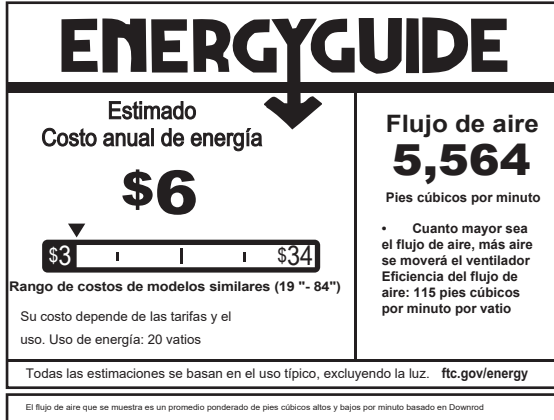 ENERGYGUIDE
Estimado
Costo anual de energía
$6
$3
$34
Rango de costos de modelos similares (19 "- 84")
Su costo depende de las tarifas y el
uso. Uso de energía: 20 vatios
Flujo de aire
5,564
Pies cúbicos por minuto
• Cuanto mayor sea
el flujo de aire, más aire
se moverá el ventilador
Eficiencia del flujo de
aire: 115 pies cúbicos
por minuto por vatio
Todas las estimaciones se basan en el uso típico, excluyendo la luz. ftc.gov/energy
El flujo de aire que se muestra es un promedio ponderado de pies cúbicos altos y bajos por minuto basado en Downrod